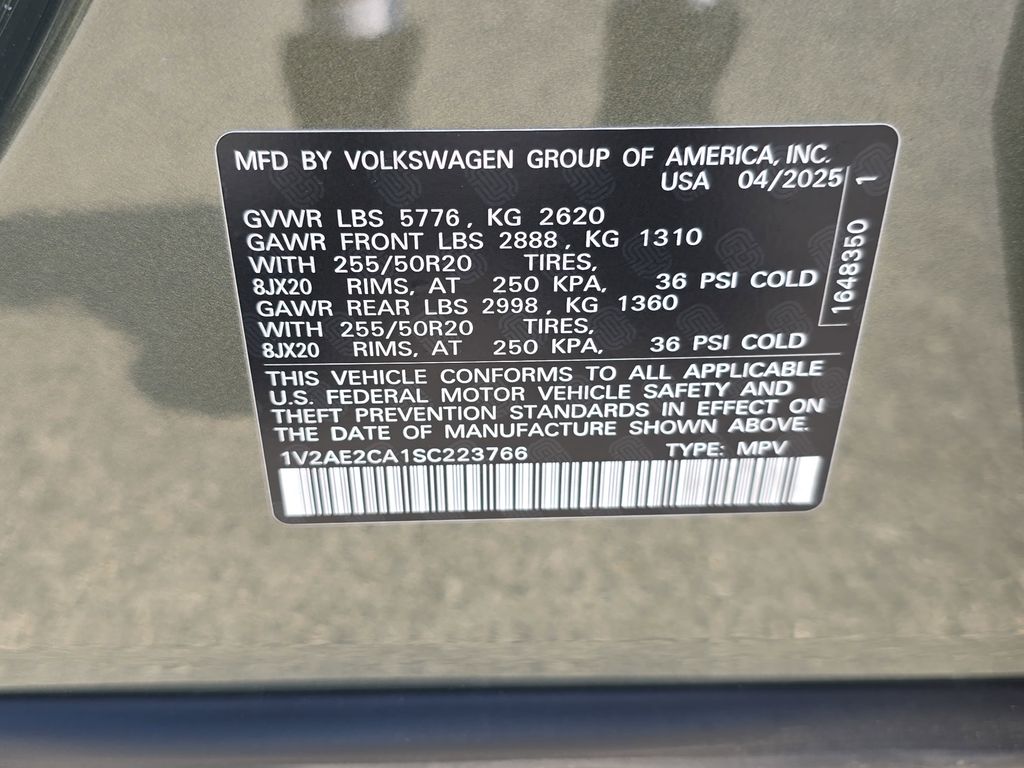 MFD BY VOLKSWAGEN GROUP OF AMERICA, INC.
USA 04/2025
GVWR LBS 5776, KG 2620
GAWR FRONT LBS 2888, KG 1310
WITH 255/50R20 TIRES,
8JX20 RIMS, AT 250 KPA, 36 PSI COLD
GAWR REAR LBS 2998, KG 1360
WITH 255/50R20 TIRES,
8JX20 RIMS, AT 250 KPA, 36 PSI COLD
THIS VEHICLE CONFORMS TO ALL APPLICABLE
U.S. FEDERAL MOTOR VEHICLE SAFETY AND
THEFT PREVENTION STANDARDS IN EFFECT ON
THE DATE OF MANUFACTURE SHOWN ABOVE.
1V2AE2CA1SC223766 TYPE: MPV
1648350 1